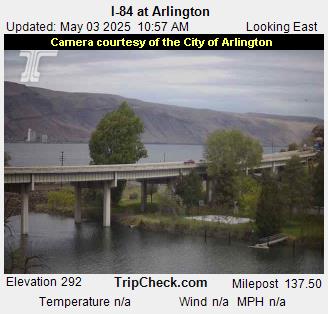 I-84 at Arlington
Updated: May 03 2025 10:57 AM Looking East
Camera courtesy of the City of Arlington
Elevation 292 TripCheck.com Milepost 137.50
Temperature n/a Wind n/a MPH n/a